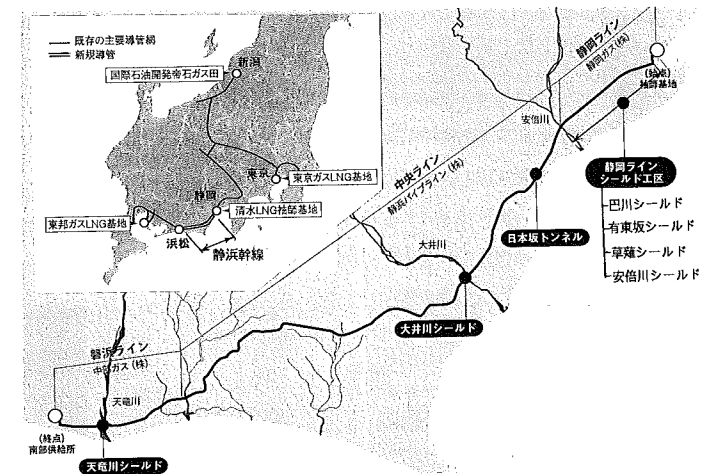 既存の主要導管網
新規導管
新潟
国際石油開発帝石ガス田
東京
東京ガスLNG基地
静岡
清水LNG袖師基地
東邦ガスLNG基地
浜松
静浜幹線
静岡ライン
静岡ガス(株)
(始点)
袖師基地
安倍川
静岡ライン
シールド工区
巴川シールド
有東坂シールド
草薙シールド
安倍川シールド
中央ライン
静浜パイプライン(株)
日本坂トンネル
大井川
大井川シールド
磐浜ライン
中部ガス(株)
天竜川
(終点)
南部供給所
天竜川シールド